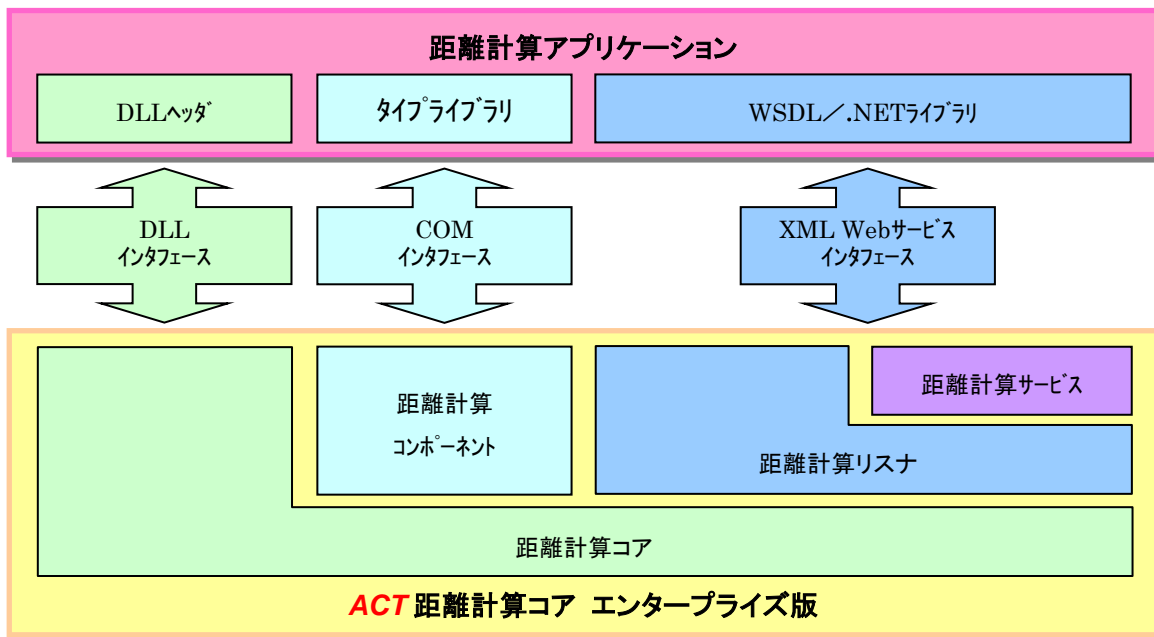 距離計算アプリケーション
DLLﾍｯﾀﾞ
ﾀｲﾌﾟﾗｲﾌﾞﾗﾘ
WSDL／.NETﾗｲﾌﾞﾗﾘ
DLL
ｲﾝﾀﾌｪｰｽ
COM
ｲﾝﾀﾌｪｰｽ
XML Webｻｰﾋﾞｽ
ｲﾝﾀﾌｪｰｽ
距離計算
ｺﾝﾎﾟｰﾈﾝﾄ
距離計算ｻｰﾋﾞｽ
距離計算リスナ
距離計算コア
ACT 距離計算コア エンタープライズ版